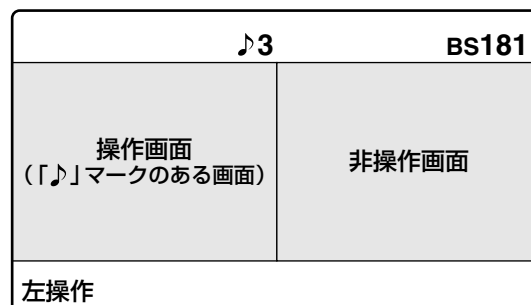 ♪3 BS181
操作画面
(「♪」マークのある画面)
非操作画面
左操作